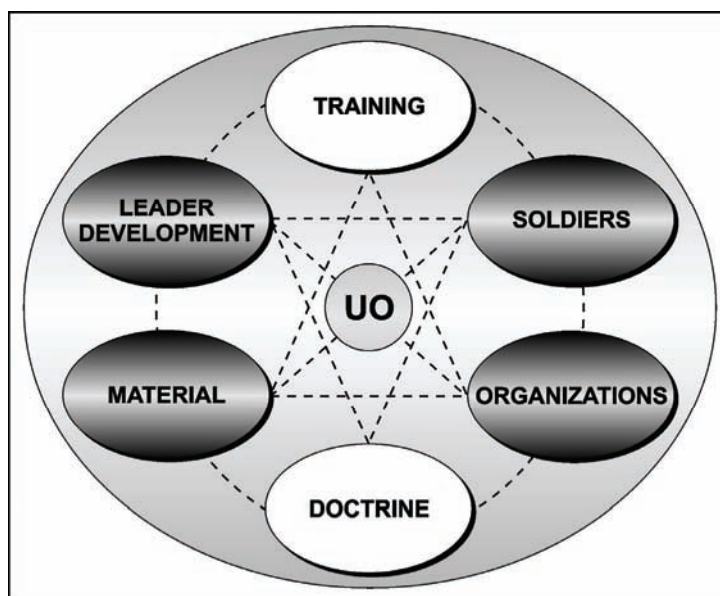 TRAINING
LEADER
DEVELOPMENT
SOLDIERS
UO
MATERIAL
ORGANIZATIONS
DOCTRINE